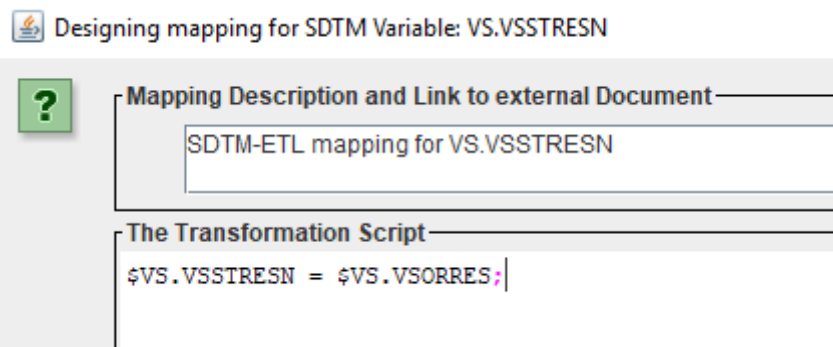 Designing mapping for SDTM Variable: VS.VSSTRESN
?
Mapping Description and Link to external Document
SDTM-ETL mapping for VS.VSSTRESN
The Transformation Script
$VS.VSSTRESN = $VS.VSORRES;